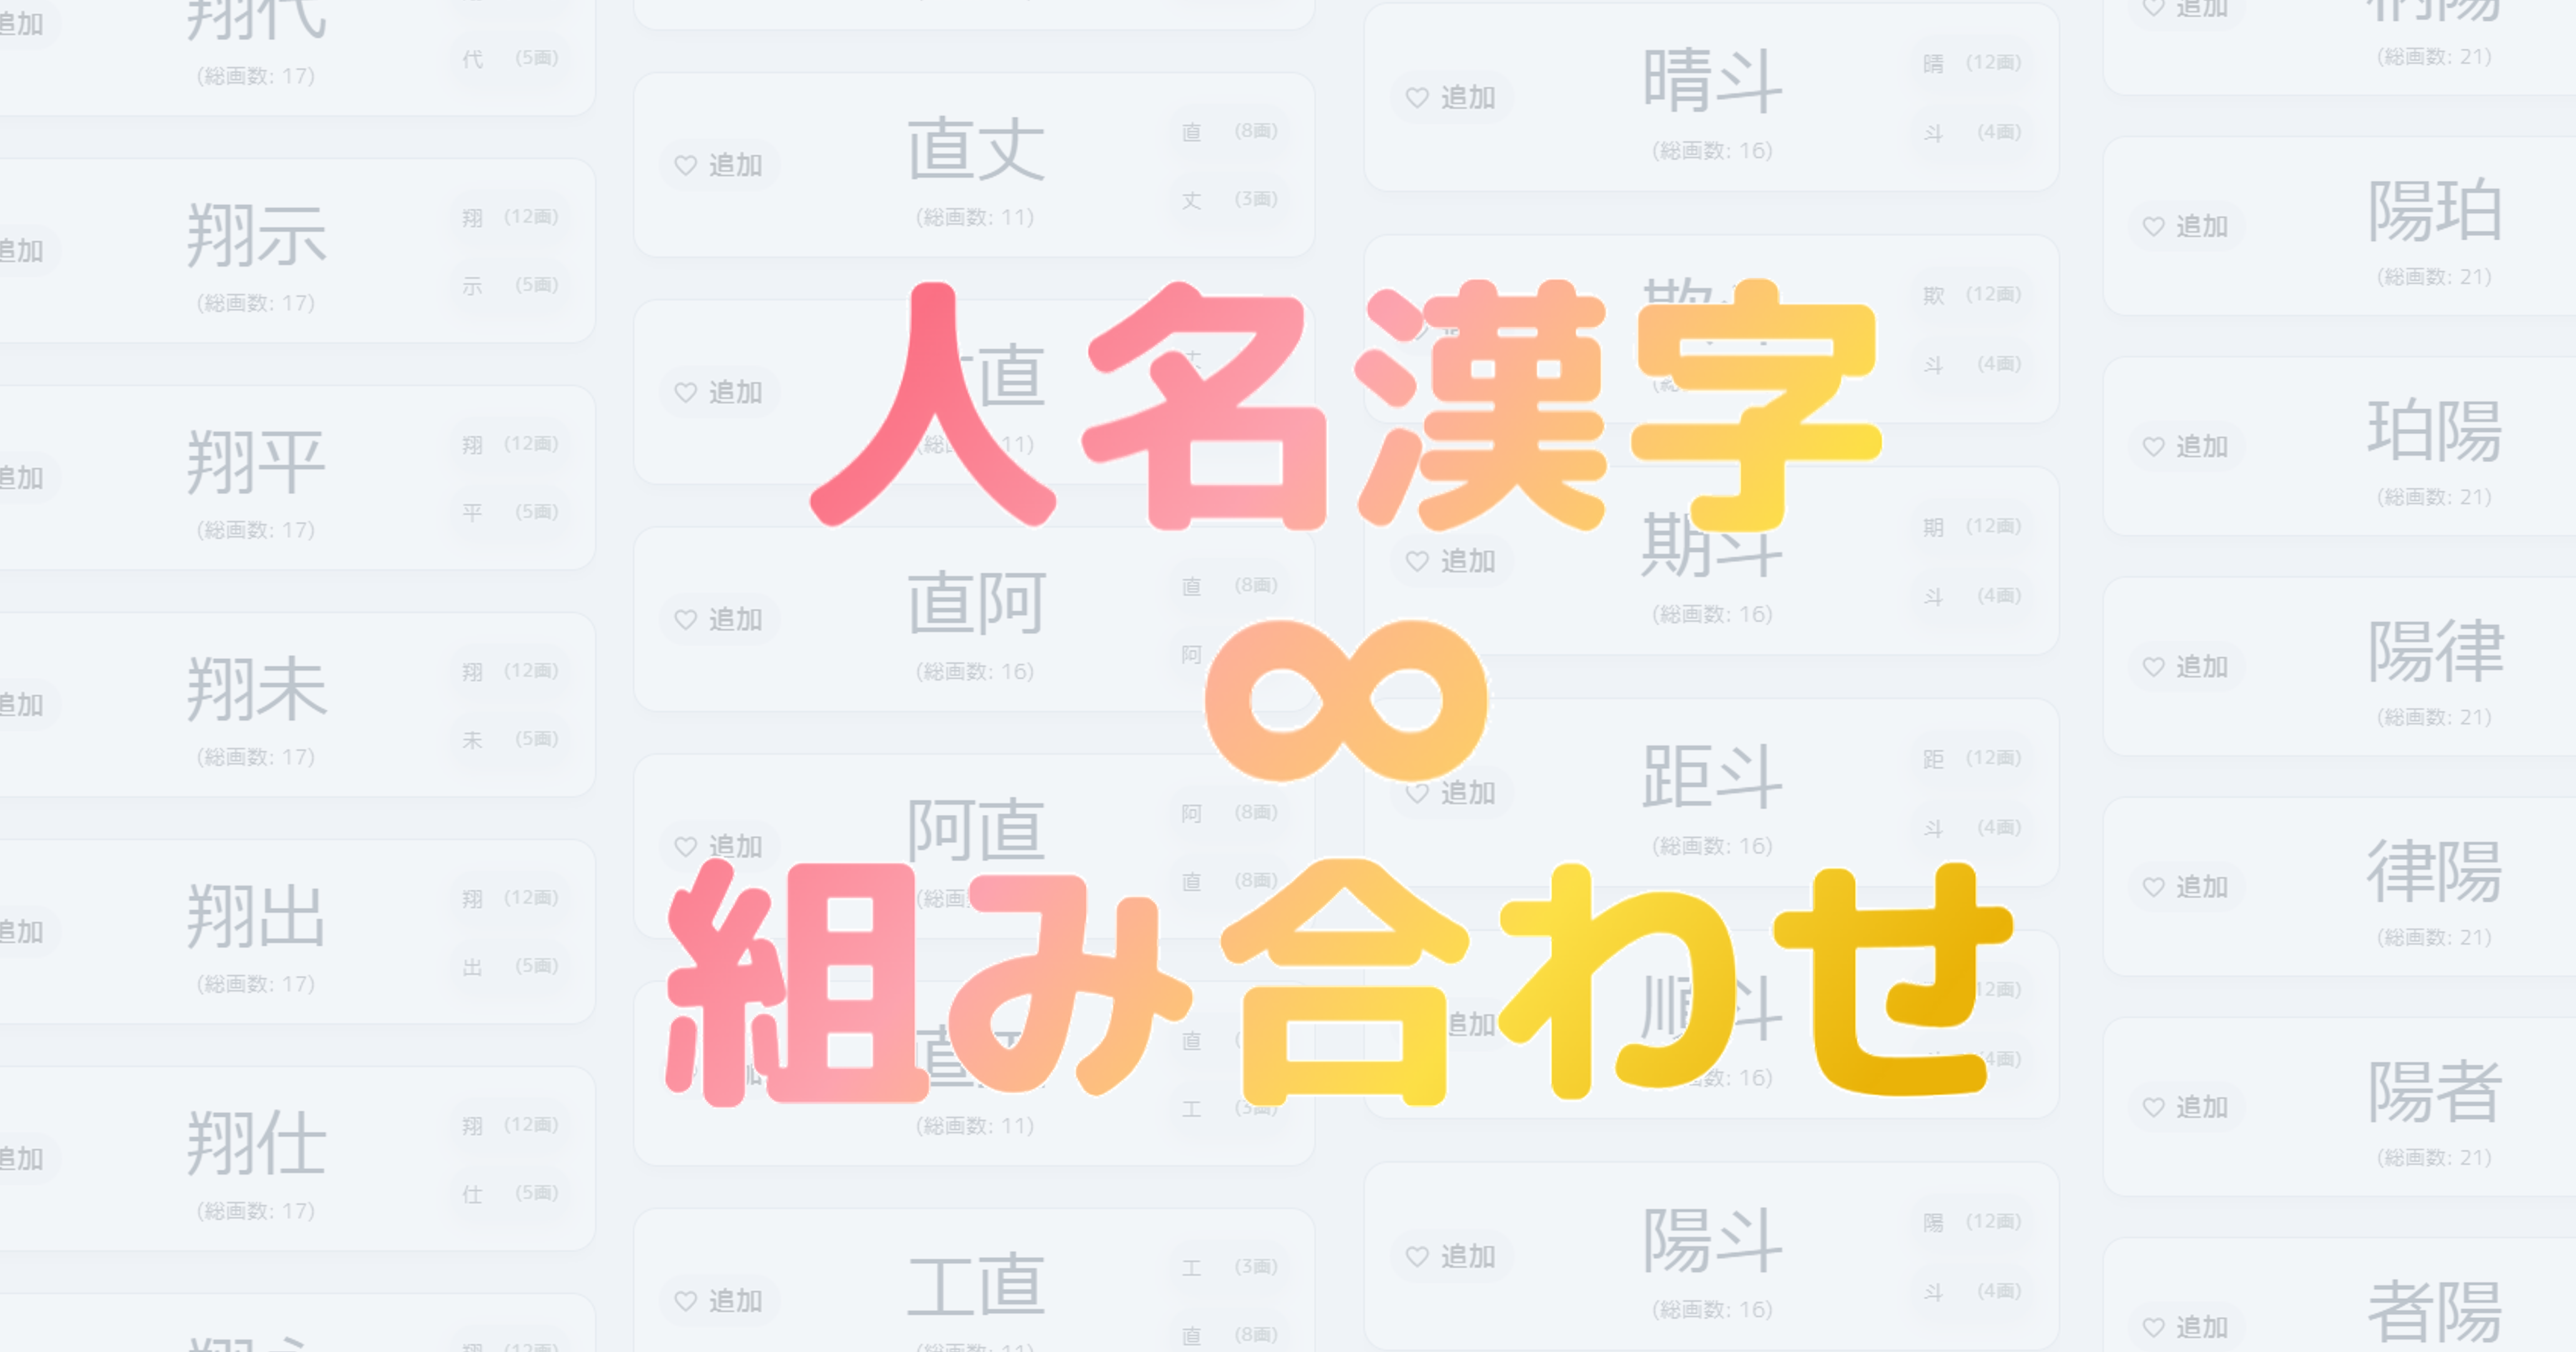 人名漢字
∞
組み合わせ
追加
翔代
(総画数: 17)
代 (5画)
追加
翔示
(総画数: 17)
翔 (12画)
示 (5画)
追加
翔平
(総画数: 17)
翔 (12画)
平 (5画)
追加
翔未
(総画数: 17)
翔 (12画)
未 (5画)
追加
翔出
(総画数: 17)
翔 (12画)
出 (5画)
追加
翔仕
(総画数: 17)
翔 (12画)
仕 (5画)
翔 (12画)
追加
直丈
(総画数: 11)
直 (8画)
丈 (3画)
追加
直
追加
直阿
(総画数: 16)
直 (8画)
阿
追加
阿直
阿 (8画)
直 (8画)
直
(総画数: 11)
工 (3画)
追加
工直
(総画数: 11)
工 (3画)
直 (8画)
追加
晴斗
(総画数: 16)
晴 (12画)
斗 (4画)
欺 (12画)
斗 (4画)
追加
期斗
(総画数: 16)
期 (12画)
斗 (4画)
追加
距斗
(総画数: 16)
距 (12画)
斗 (4画)
追加
順斗
追加
陽斗
(総画数: 16)
陽 (12画)
斗 (4画)
追加
(総画数: 21)
追加
陽珀
(総画数: 21)
追加
珀陽
(総画数: 21)
追加
陽律
(総画数: 21)
追加
律陽
(総画数: 21)
追加
陽者
(総画数: 21)
追加
者陽